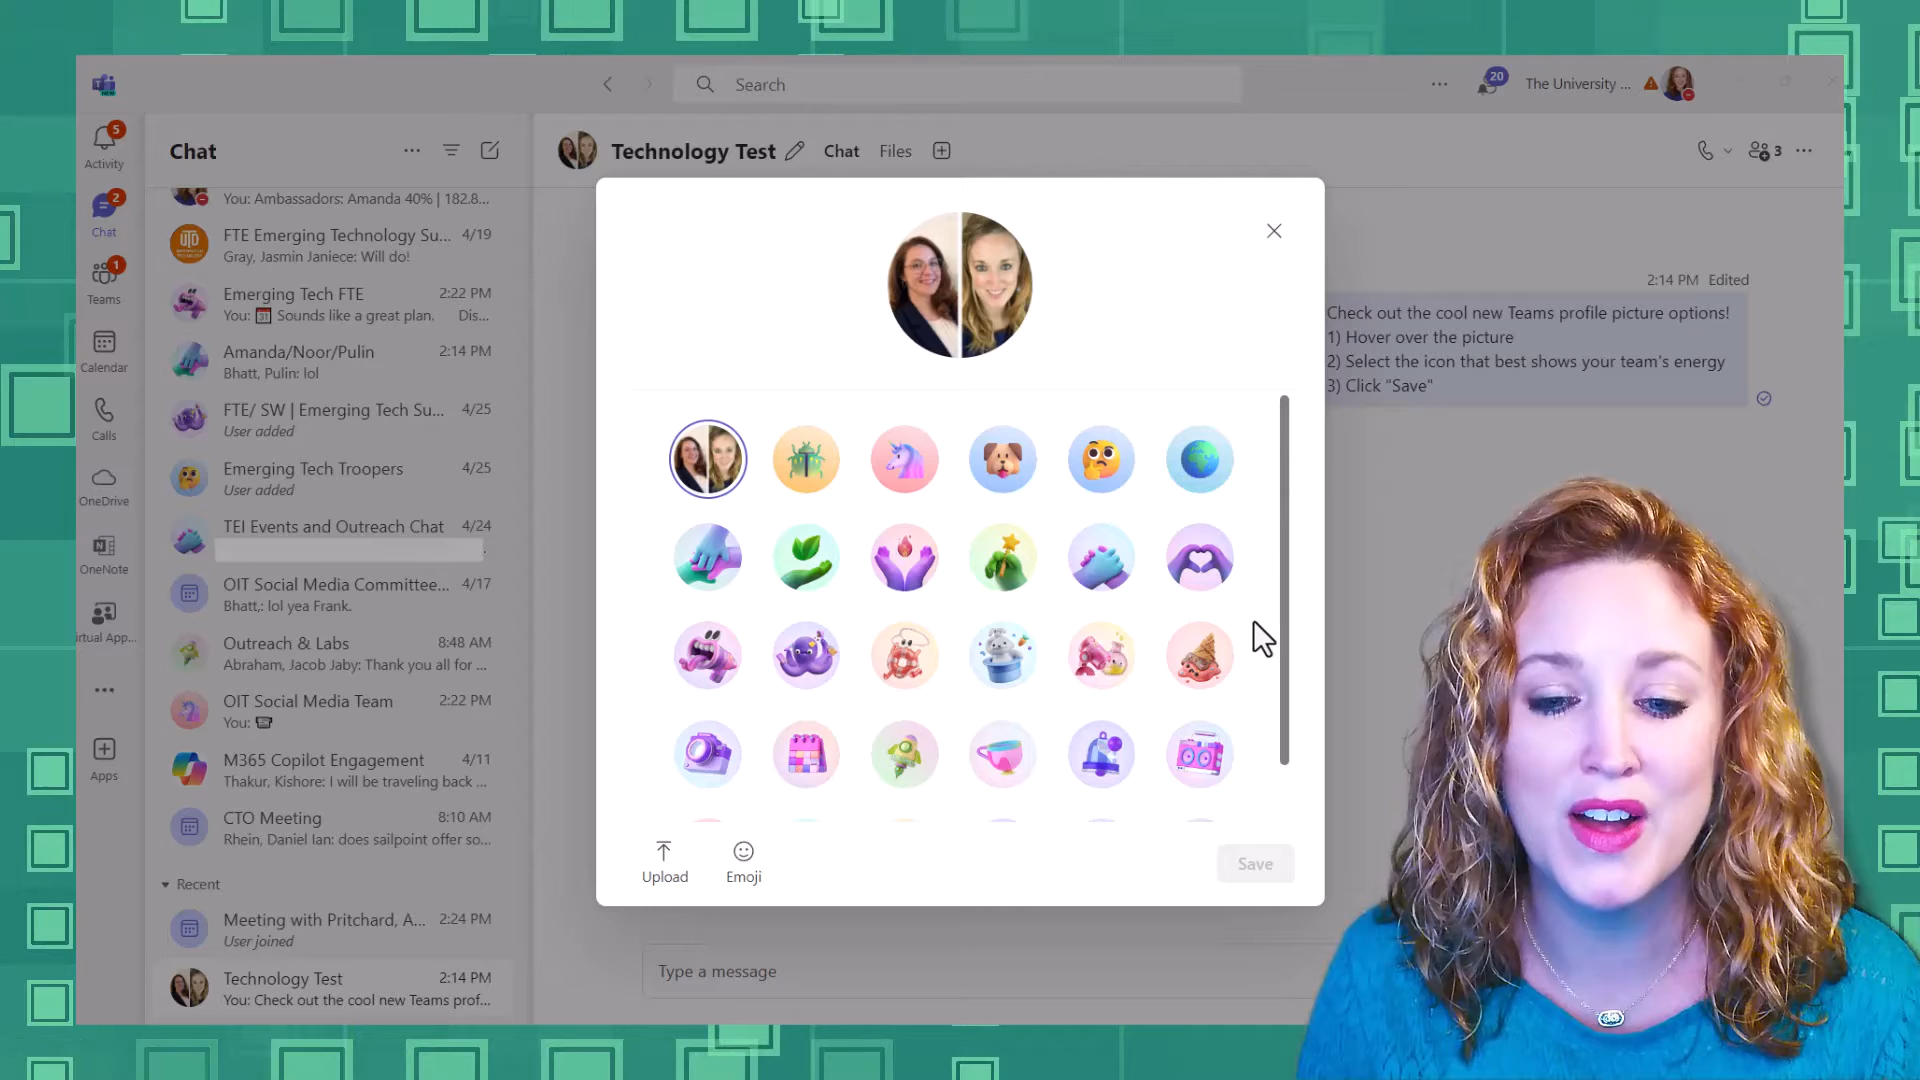 NEW
Search
20
The University ...
5
Activity
2
Chat
1
Teams
Calendar
Calls
OneDrive
OneNote
irtual App...
Apps
Chat
You: Ambassadors: Amanda 40% | 182.8...
FTE Emerging Technology Su... 4/19
Gray, Jasmin Janiece: Will do!
Emerging Tech FTE 2:22 PM
You: 31 Sounds like a great plan. Dis...
Amanda/Noor/Pulin 2:14 PM
Bhatt, Pulin: lol
FTE/ SW | Emerging Tech Su... 4/25
User added
Emerging Tech Troopers 4/25
User added
TEI Events and Outreach Chat 4/24
OIT Social Media Committee... 4/17
Bhatt,: lol yea Frank.
Outreach & Labs 8:48 AM
Abraham, Jacob Jaby: Thank you all for ...
OIT Social Media Team 2:22 PM
You:
M365 Copilot Engagement 4/11
Thakur, Kishore: I will be traveling back ...
CTO Meeting 8:10 AM
Rhein, Daniel Ian: does sailpoint offer so...
Recent
Meeting with Pritchard, A... 2:24 PM
User joined
Technology Test 2:14 PM
You: Check out the cool new Teams prof...
Technology Test Chat Files 3
2:14 PM Edited
Check out the cool new Teams profile picture options!
1) Hover over the picture
2) Select the icon that best shows your team's energy
3) Click "Save"
Upload
Emoji
Save
Type a message